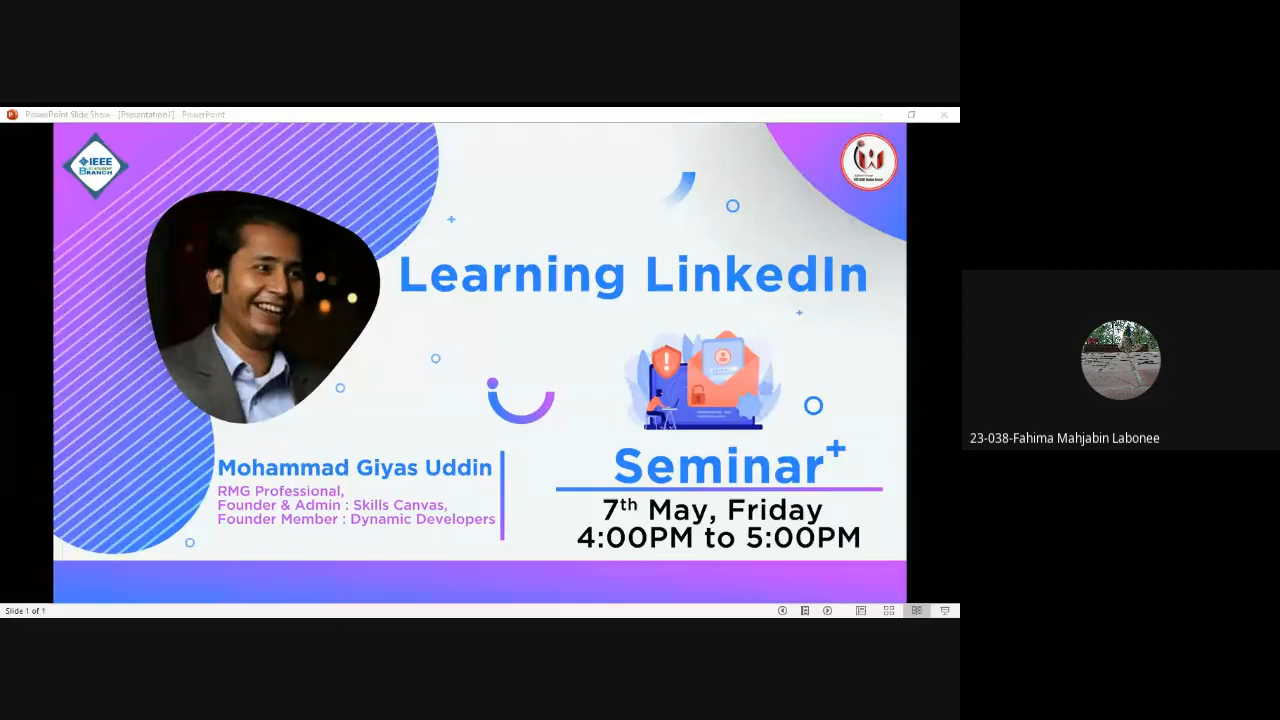 PowerPoint Slide Show - [Presentation1] - PowerPoint
IEEE
STUDENT
BRANCH
Learning LinkedIn
Mohammad Giyas Uddin
RMG Professional,
Founder & Admin : Skills Canvas,
Founder Member : Dynamic Developers
Seminar+
7th May, Friday
4:00PM to 5:00PM
23-038-Fahima Mahjabin Labonee
Slide 1 of 1